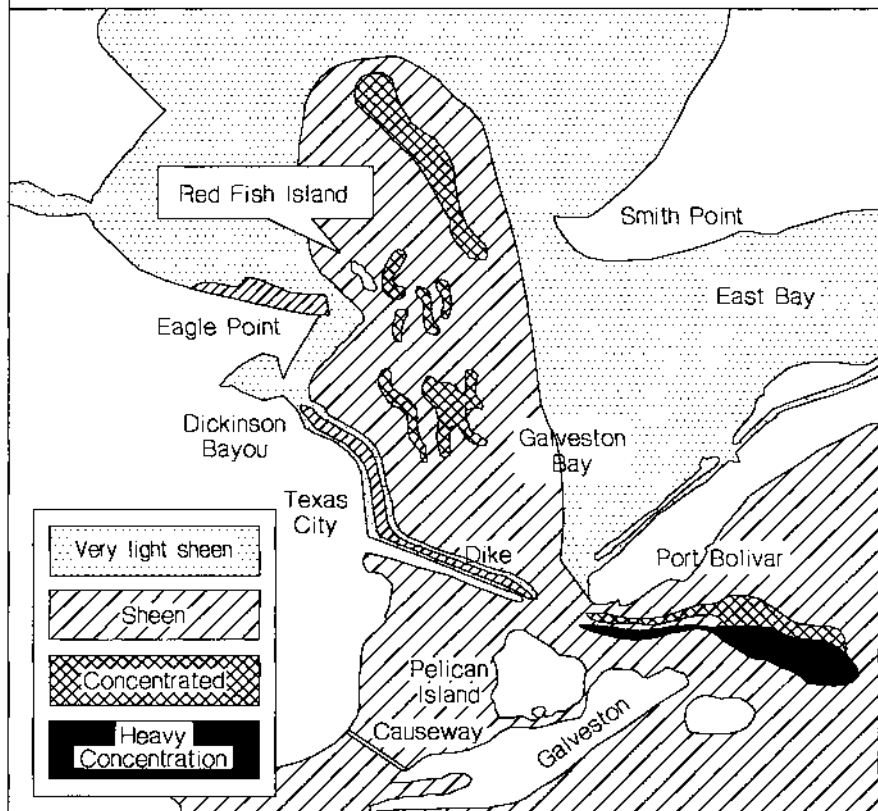 Red Fish Island
Smith Point
East Bay
Eagle Point
Dickinson
Bayou
Galveston
Bay
Texas
City
Dike
Port Bolivar
Pelican
Island
Causeway
Galveston
Very light sheen
Sheen
Concentrated
Heavy
Concentration